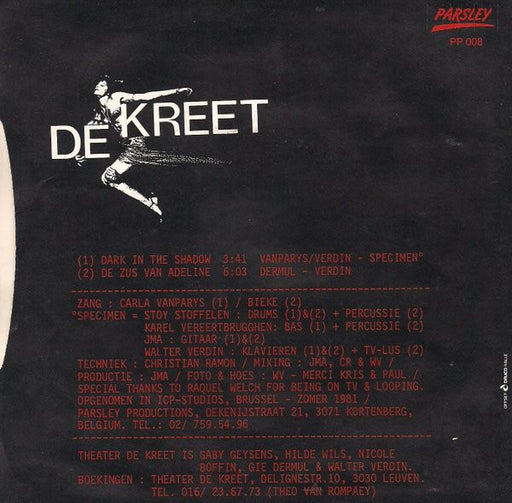 PARSLEY
PP 008
DE KREET
(1) DARK IN THE SHADOW 3:41 VANPARYS/VERDIN - SPECIMEN°
(2) DE ZUS VAN ADELINE 6:03 DERMUL - VERDIN
ZANG : CARLA VANPARYS (1) / BIEKE (2)
°SPECIMEN = STOY STOFFELEN : DRUMS (1)&(2) + PERCUSSIE (2)
KAREL VEREERTBRUGGHEN: BAS (1) + PERCUSSIE (2)
JMA : GITAAR (1)&(2)
WALTER VERDIN : KLAVIEREN (1)&(2) + TV-LUS (2)
TECHNIEK : CHRISTIAN RAMON / MIXING : JMA, CR & WV /
PRODUCTIE : JMA / FOTO & HOES : WV - MERCI KRIS & PAUL /
SPECIAL THANKS TO RAQUEL WELCH FOR BEING ON TV & LOOPING.
OPGENOMEN IN ICP-STUDIOS, BRUSSEL - ZOMER 1981 /
PARSLEY PRODUCTIONS, DEKENIJSTRAAT 21, 3071 KORTENBERG,
BELGIUM. TEL.: 02/ 759.54.96
THEATER DE KREET IS GABY GEYSENS, HILDE WILS, NICOLE
BOFFIN, GIE DERMUL & WALTER VERDIN.
BOEKINGEN : THEATER DE KREET, DELIGNESTR.10, 3030 LEUVEN.
TEL. 016/ 23.67.73 (THEO VAN ROMPAEY)
OFFSET DRUCO HALLE